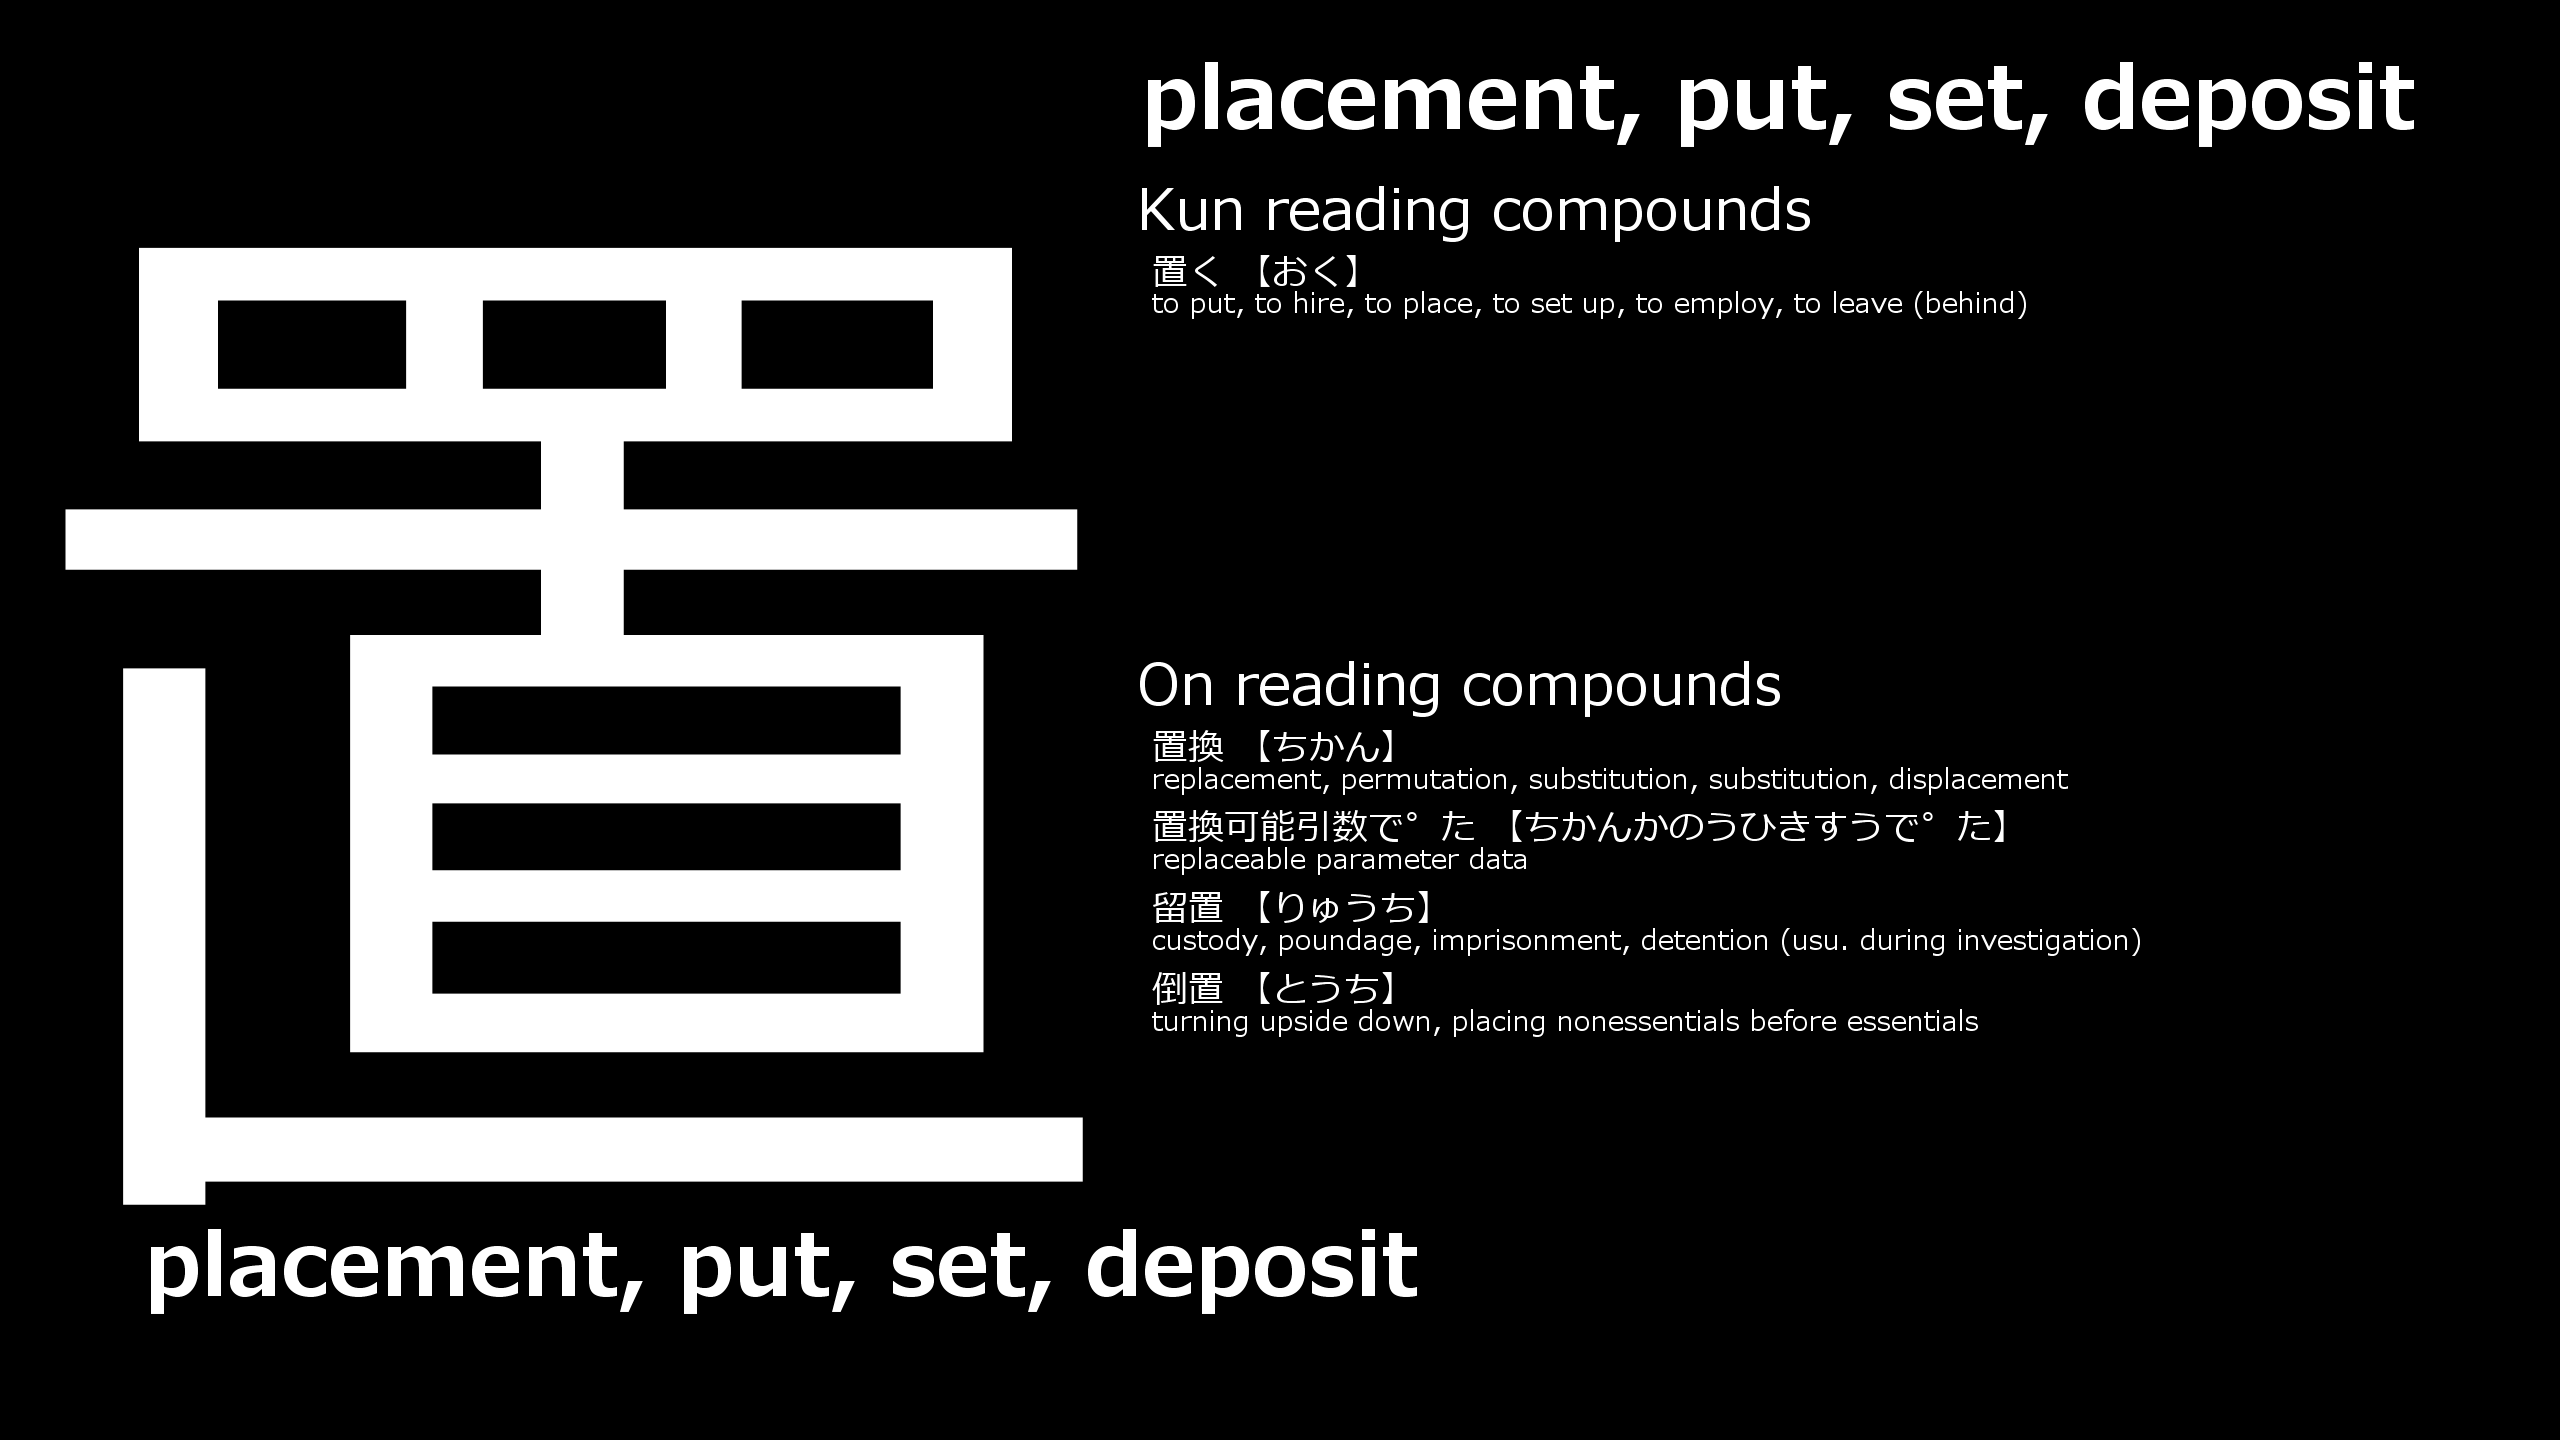 置
placement, put, set, deposit
Kun reading compounds
置く 【おく】
to put, to hire, to place, to set up, to employ, to leave (behind)
On reading compounds
置換 【ちかん】
replacement, permutation, substitution, substitution, displacement
置換可能引数で゜た 【ちかんかのうひきすうで゜た】
replaceable parameter data
留置 【りゅうち】
custody, poundage, imprisonment, detention (usu. during investigation)
倒置 【とうち】
turning upside down, placing nonessentials before essentials
placement, put, set, deposit